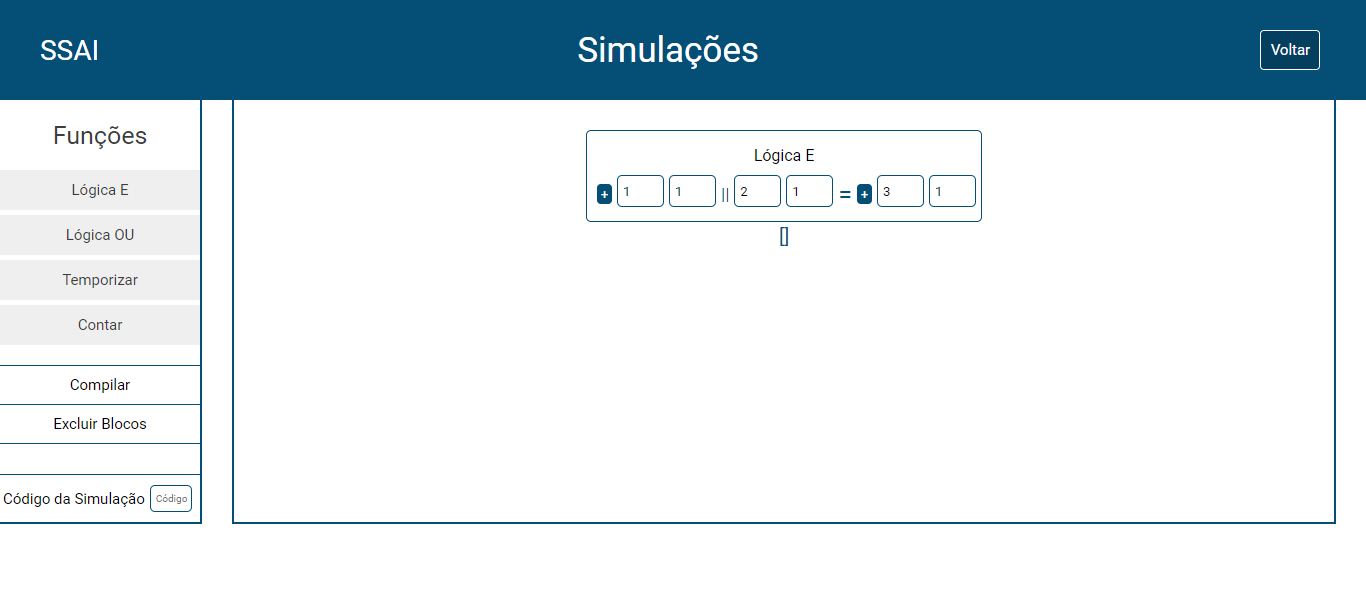 SSAI
Simulações
Voltar
Funções
Lógica E
Lógica OU
Temporizar
Contar
Compilar
Excluir Blocos
Código da Simulação Código
Lógica E
+ 1 1 || 2 1 = + 3 1
[]